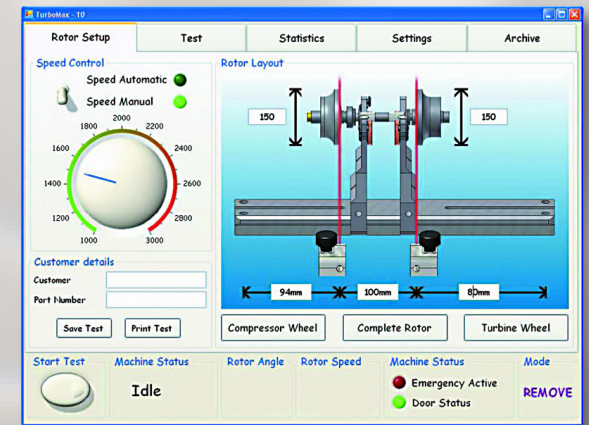 TurboMax - 10
Rotor Setup Test Statistics Settings Archive
Speed Control
Speed Automatic
Speed Manual
1000 1200 1400 1600 1800 2000 2200 2400 2600 2800 3000
Customer details
Customer
Part Number
Save Test Print Test
Rotor Layout
150 150
94mm 100mm 80mm
Compressor Wheel Complete Rotor Turbine Wheel
Start Test
Machine Status
Idle
Rotor Angle
Rotor Speed
Machine Status
Emergency Active
Door Status
Mode
REMOVE